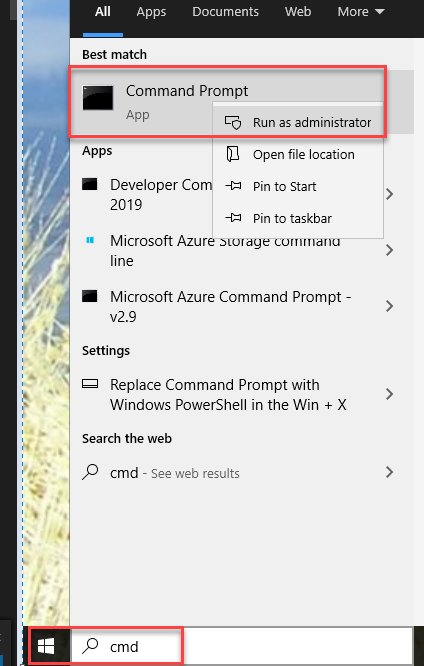 All Apps Documents Web More
Best match
Command Prompt
App
Run as administrator
Open file location
Pin to Start
Pin to taskbar
Apps
Developer Com
2019
Microsoft Azure Storage command
line
Microsoft Azure Command Prompt -
v2.9
Settings
Replace Command Prompt with
Windows PowerShell in the Win + X
Search the web
cmd - See web results
cmd